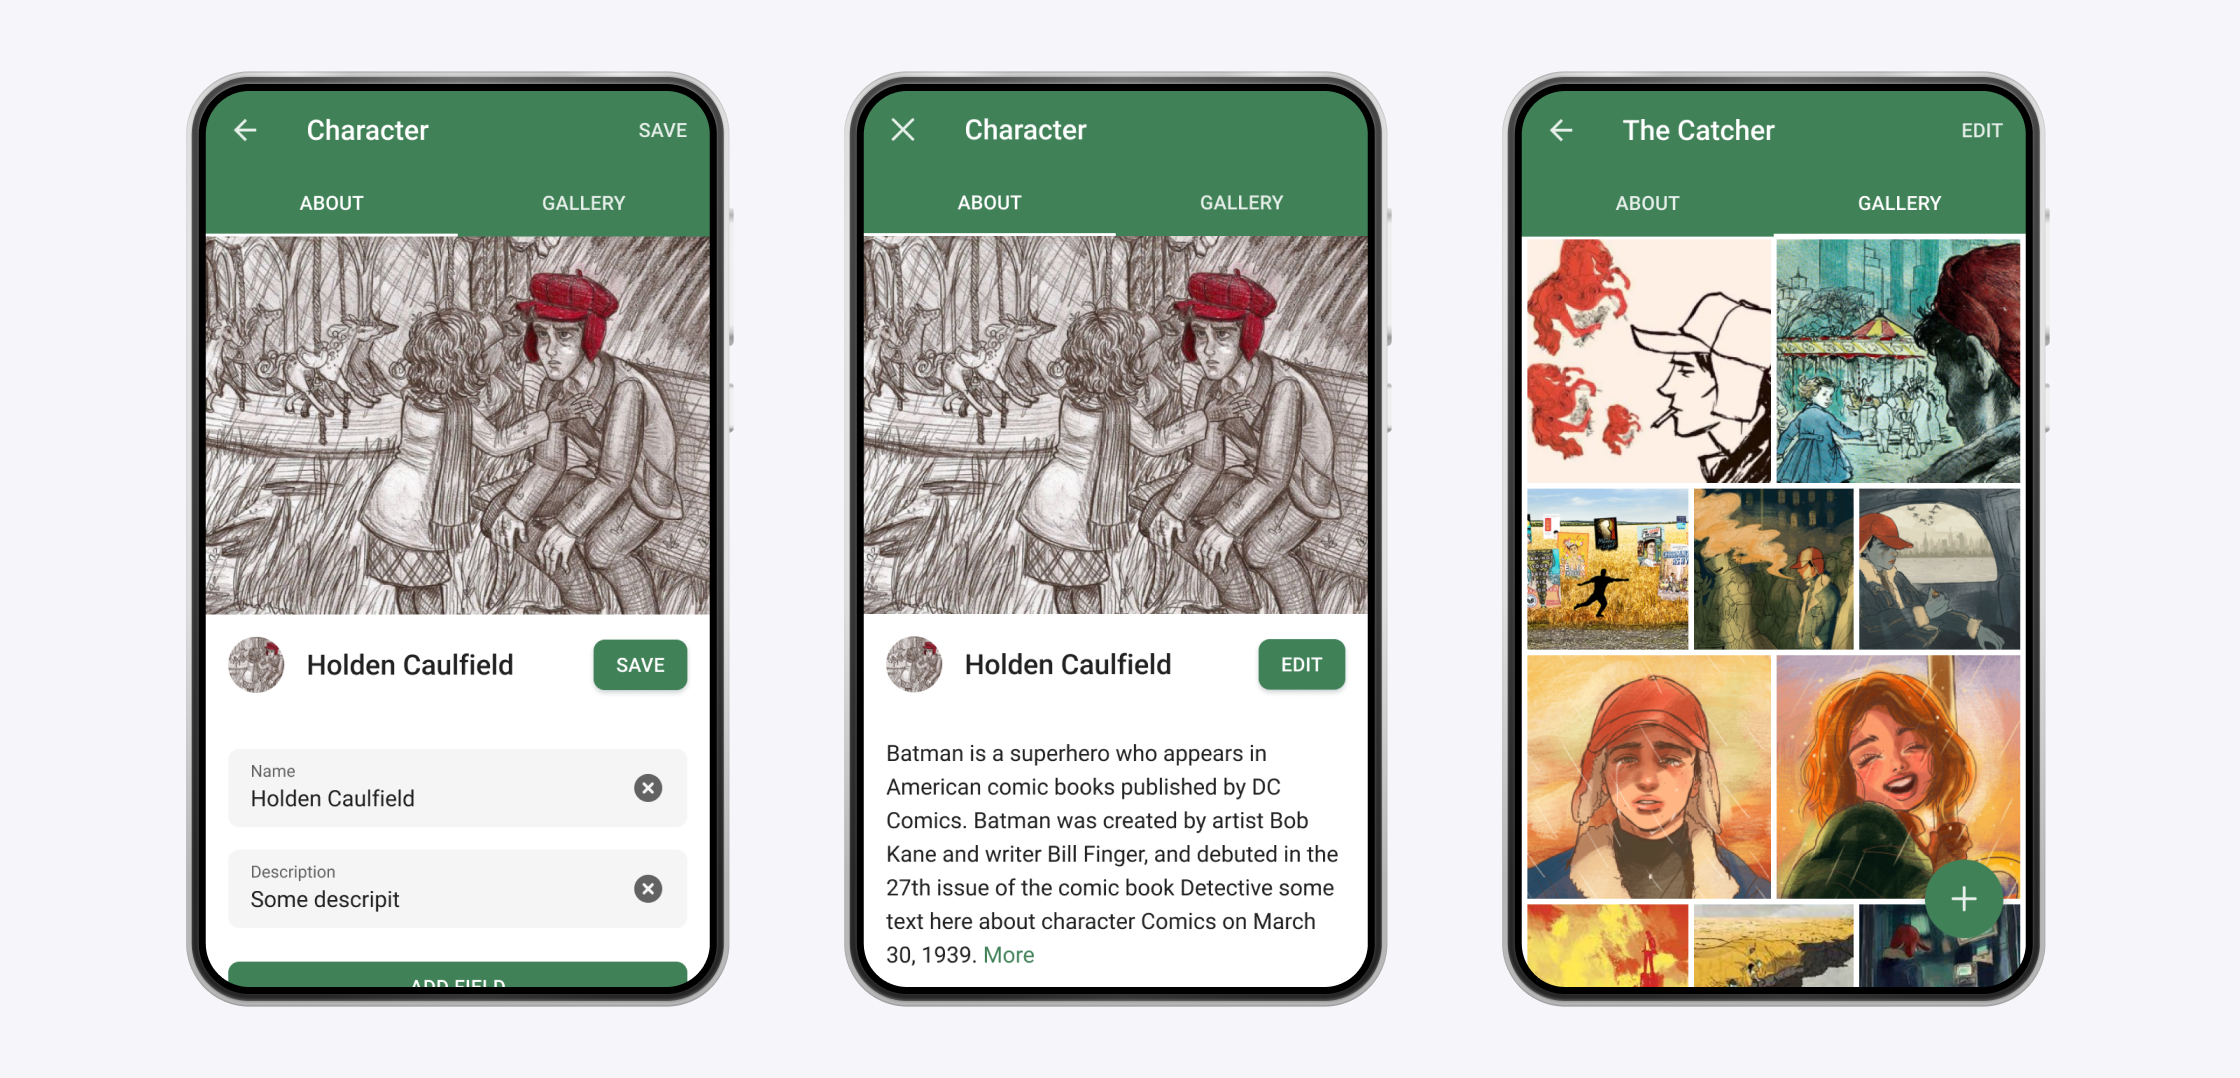 Character
SAVE
ABOUT
GALLERY
Holden Caulfield
SAVE
Name
Holden Caulfield
Description
Some descripit
ADD FIELD
Character
ABOUT
GALLERY
Holden Caulfield
EDIT
Batman is a superhero who appears in
American comic books published by DC
Comics. Batman was created by artist Bob
Kane and writer Bill Finger, and debuted in the
27th issue of the comic book Detective some
text here about character Comics on March
30, 1939. More
The Catcher
EDIT
ABOUT
GALLERY